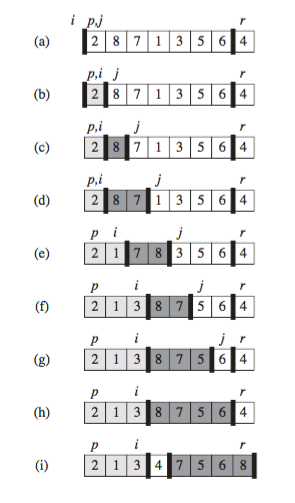 i p,j r
(a) 2 8 7 1 3 5 6 4
p,i j r
(b) 2 8 7 1 3 5 6 4
p,i j r
(c) 2 8 7 1 3 5 6 4
p,i j r
(d) 2 8 7 1 3 5 6 4
p i j r
(e) 2 1 7 8 3 5 6 4
p i j r
(f) 2 1 3 8 7 5 6 4
p i j r
(g) 2 1 3 8 7 5 6 4
p i r
(h) 2 1 3 8 7 5 6 4
p i r
(i) 2 1 3 4 7 5 6 8